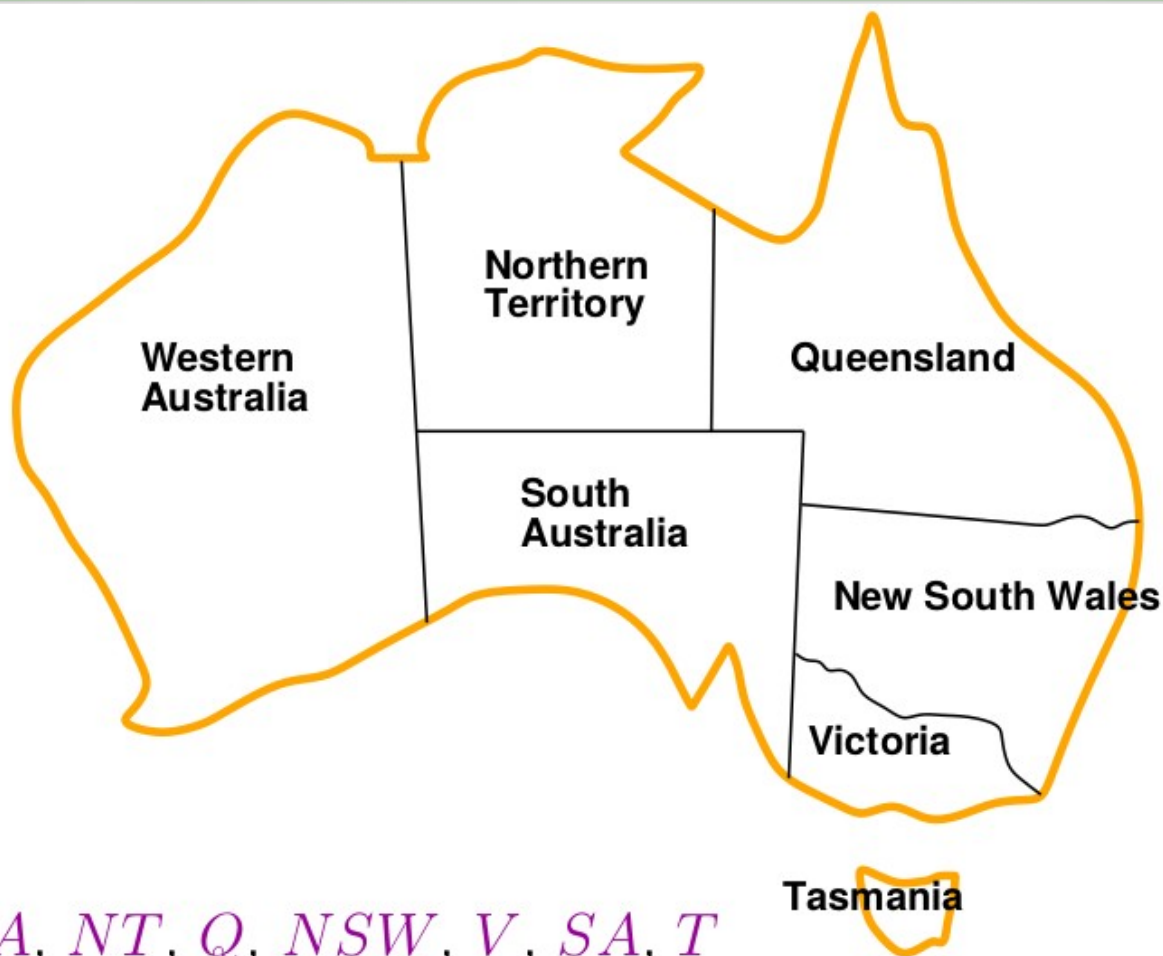 Northern
Territory
Western
Australia
Queensland
South
Australia
New South Wales
Victoria
Tasmania
A, NT, Q, NSW, V, SA, T